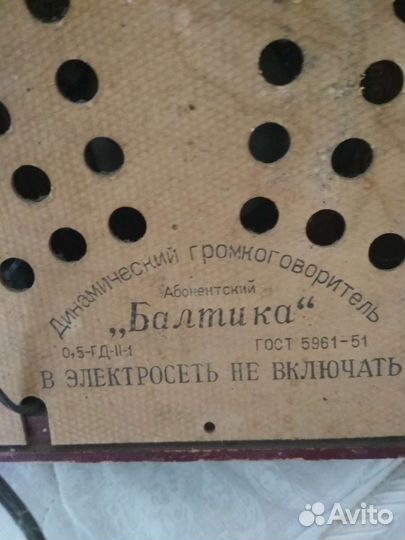 Динамический громкоговоритель
Абонентский
„Балтика“
0,5-ГД-II-1
ГОСТ 5961-51
В ЭЛЕКТРОСЕТЬ НЕ ВКЛЮЧАТЬ
Avito